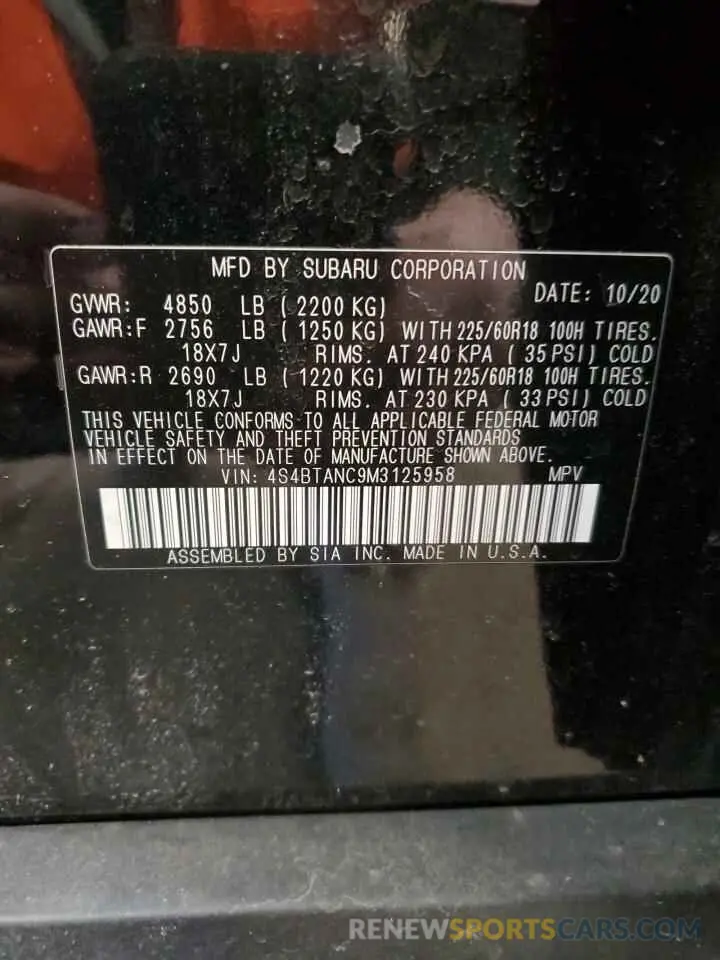 MFD BY SUBARU CORPORATION
DATE: 10/20
GVWR: 4850 LB (2200 KG)
GAWR:F 2756 LB (1250 KG) WITH 225/60R18 100H TIRES.
18X7J RIMS. AT 240 KPA (35 PSI) COLD
GAWR:R 2690 LB (1220 KG) WITH 225/60R18 100H TIRES.
18X7J RIMS. AT 230 KPA (33 PSI) COLD
THIS VEHICLE CONFORMS TO ALL APPLICABLE FEDERAL MOTOR
VEHICLE SAFETY AND THEFT PREVENTION STANDARDS
IN EFFECT ON THE DATE OF MANUFACTURE SHOWN ABOVE.
VIN: 4S4BTANC9M3125958 MPV
ASSEMBLED BY SIA INC. MADE IN U.S.A.
RENEWSPORTSCARS.COM